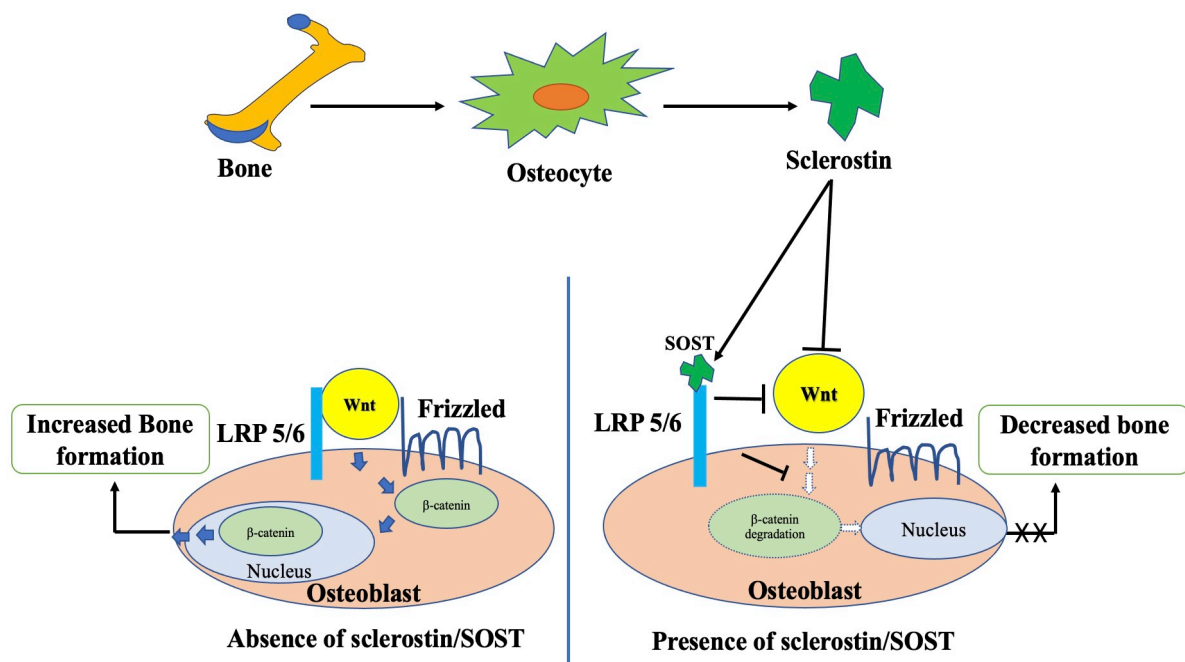 Bone
Osteocyte
Sclerostin
Increased Bone
formation
LRP 5/6
Wnt
Frizzled
β-catenin
β-catenin
Nucleus
Osteoblast
Absence of sclerostin/SOST
SOST
LRP 5/6
Wnt
Frizzled
Decreased bone
formation
β-catenin
degradation
Nucleus
XX
Osteoblast
Presence of sclerostin/SOST